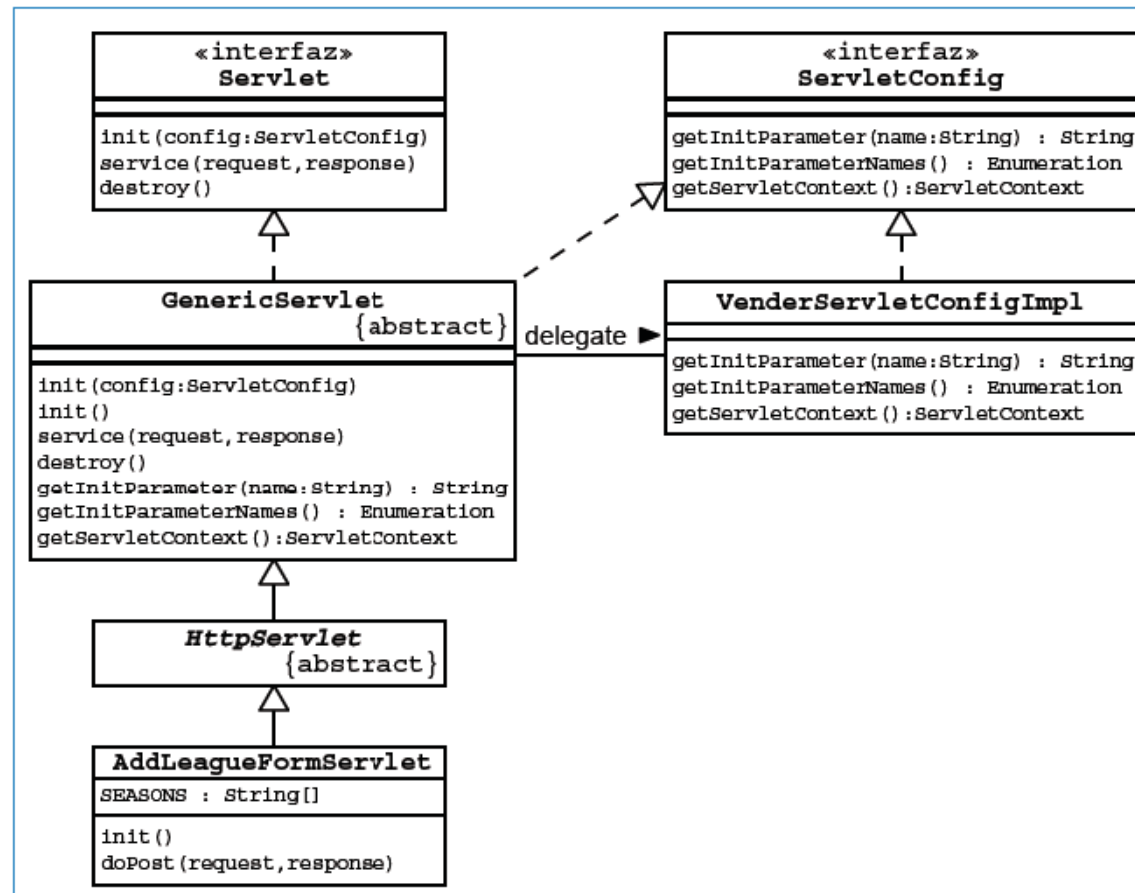 «interfaz»
Servlet
init(config:ServletConfig)
service(request,response)
destroy()
«interfaz»
ServletConfig
getInitParameter(name:String) : String
getInitParameterNames() : Enumeration
getServletContext():ServletContext
GenericServlet
{abstract}
init(config:ServletConfig)
init()
service(request,response)
destroy()
getInitParameter(name:String) : String
getInitParameterNames() : Enumeration
getServletContext():ServletContext
delegate ►
VenderServletConfigImpl
getInitParameter(name:String) : String
getInitParameterNames() : Enumeration
getServletContext():ServletContext
HttpServlet
{abstract}
AddLeagueFormServlet
SEASONS : String[]
init()
doPost(request,response)